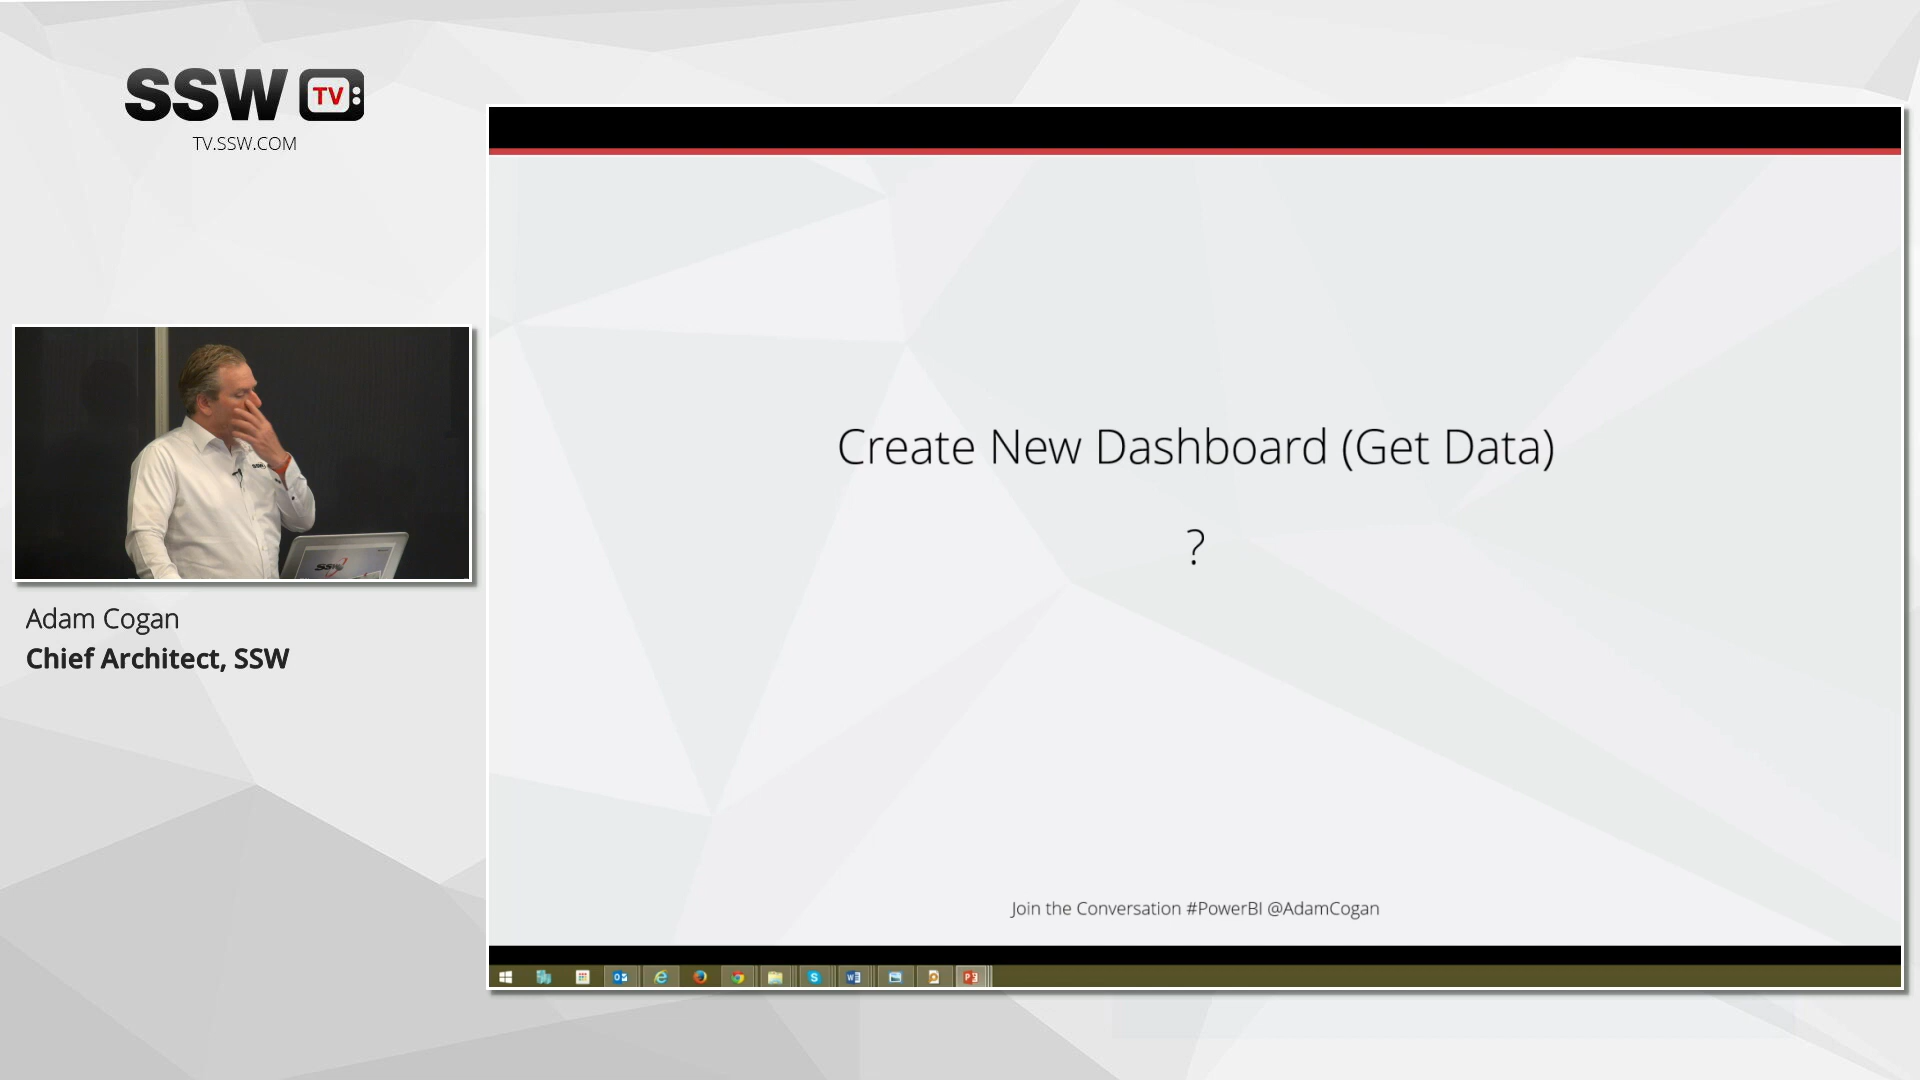 SSW TV
TV.SSW.COM
Adam Cogan
Chief Architect, SSW
Create New Dashboard (Get Data)
?
Join the Conversation #PowerBI @AdamCogan